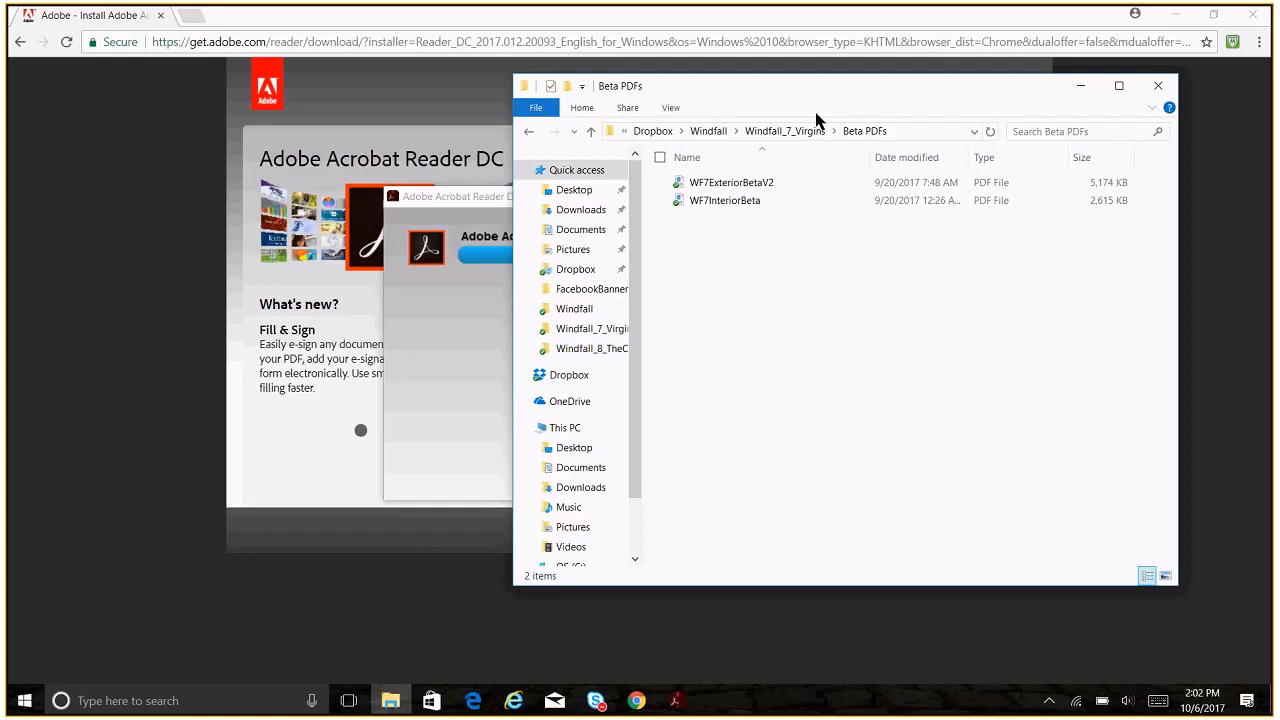 Adobe - Install Adobe Ac
Secure
https://get.adobe.com/reader/download/?installer=Reader_DC_2017.012.20093_English_for_Windows&os=Windows%2010&browser_type=KHTML&browser_dist=Chrome&dualoffer=false&mdualoffer=...
Adobe
Adobe Acrobat Reader DC
What's new?
Fill & Sign
Easily e-sign any documen
your PDF, add your e-signa
form electronically. Use sm
filling faster.
Adobe Acrobat Reader D
Adobe Ac
Beta PDFs
File
Home
Share
View
« Dropbox > Windfall > Windfall_7_Virgins > Beta PDFs
Search Beta PDFs
Name
Date modified
Type
Size
WF7ExteriorBetaV2
9/20/2017 7:48 AM
PDF File
5,174 KB
WF7InteriorBeta
9/20/2017 12:26 A...
PDF File
2,615 KB
Quick access
Desktop
Downloads
Documents
Pictures
Dropbox
FacebookBanner
Windfall
Windfall_7_Virgi
Windfall_8_TheC
Dropbox
OneDrive
This PC
Desktop
Documents
Downloads
Music
Pictures
Videos
OS (C:)
2 items
Type here to search
2:02 PM
10/6/2017